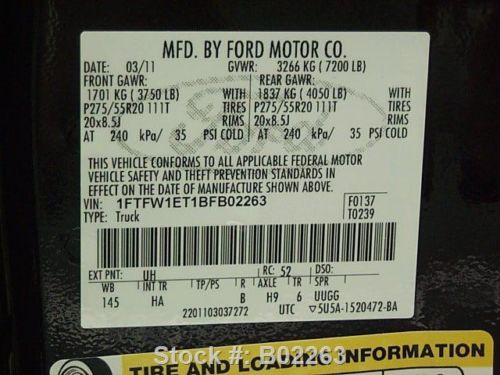 MFD. BY FORD MOTOR CO.
DATE: 03/11 GVWR: 3266 KG (7200 LB)
FRONT GAWR: REAR GAWR:
1701 KG (3750 LB) WITH 1837 KG (4050 LB) WITH
P275/55R20 111T TIRES P275/55R20 111T TIRES
20x8.5J RIMS 20x8.5J RIMS
AT 240 kPa/ 35 PSI COLD AT 240 kPa/ 35 PSI COLD
THIS VEHICLE CONFORMS TO ALL APPLICABLE FEDERAL MOTOR
VEHICLE SAFETY AND THEFT PREVENTION STANDARDS IN
EFFECT ON THE DATE OF MANUFACTURE SHOWN ABOVE.
VIN: 1FTFW1ET1BFB02263 F0137
TYPE: Truck T0239
EXT PNT: UH RC: 52 DSO:
WB INT TR TP/PS R AXLE TR SPR
145 HA B H9 6 UUGG
2201103037272 UTC ▽5U5A-1520472-BA
TIRE AND LOADING INFORMATION
Stock #: B02263